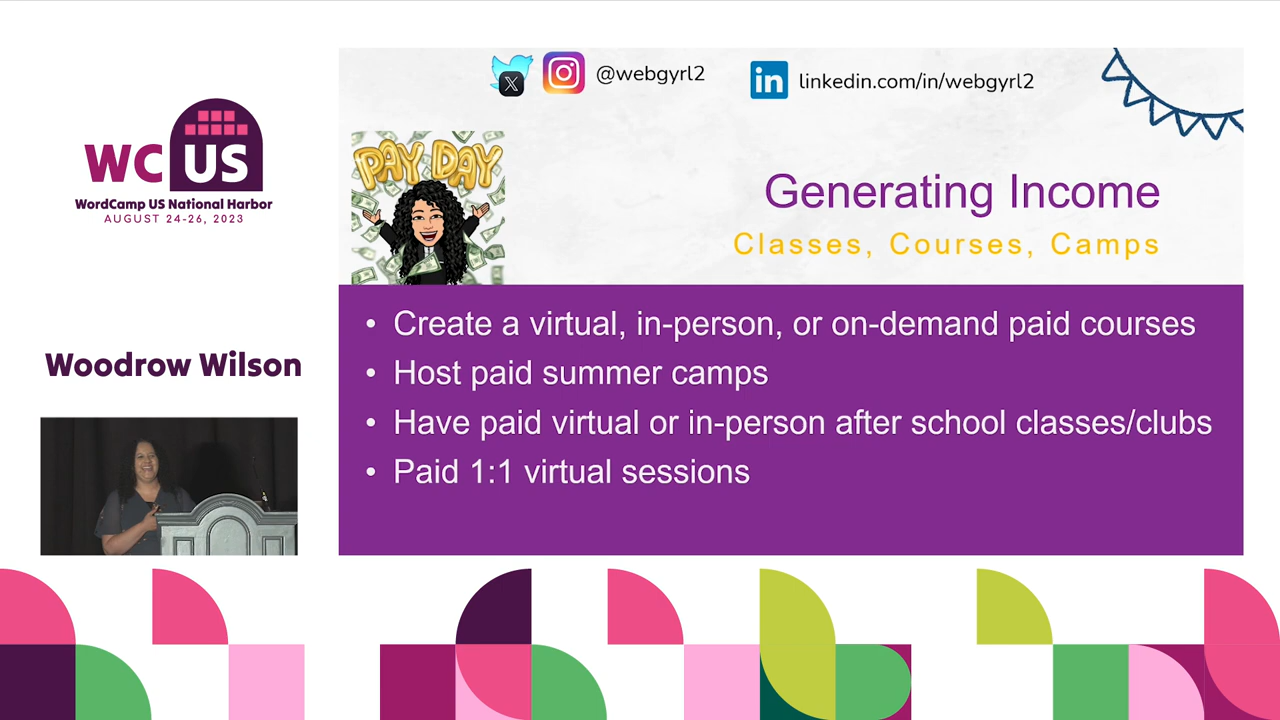 WC US
WordCamp US National Harbor
AUGUST 24-26, 2023
Woodrow Wilson
X
@webgyrl2
in
linkedin.com/in/webgyrl2
PAY DAY
Generating Income
Classes, Courses, Camps
• Create a virtual, in-person, or on-demand paid courses
• Host paid summer camps
• Have paid virtual or in-person after school classes/clubs
• Paid 1:1 virtual sessions